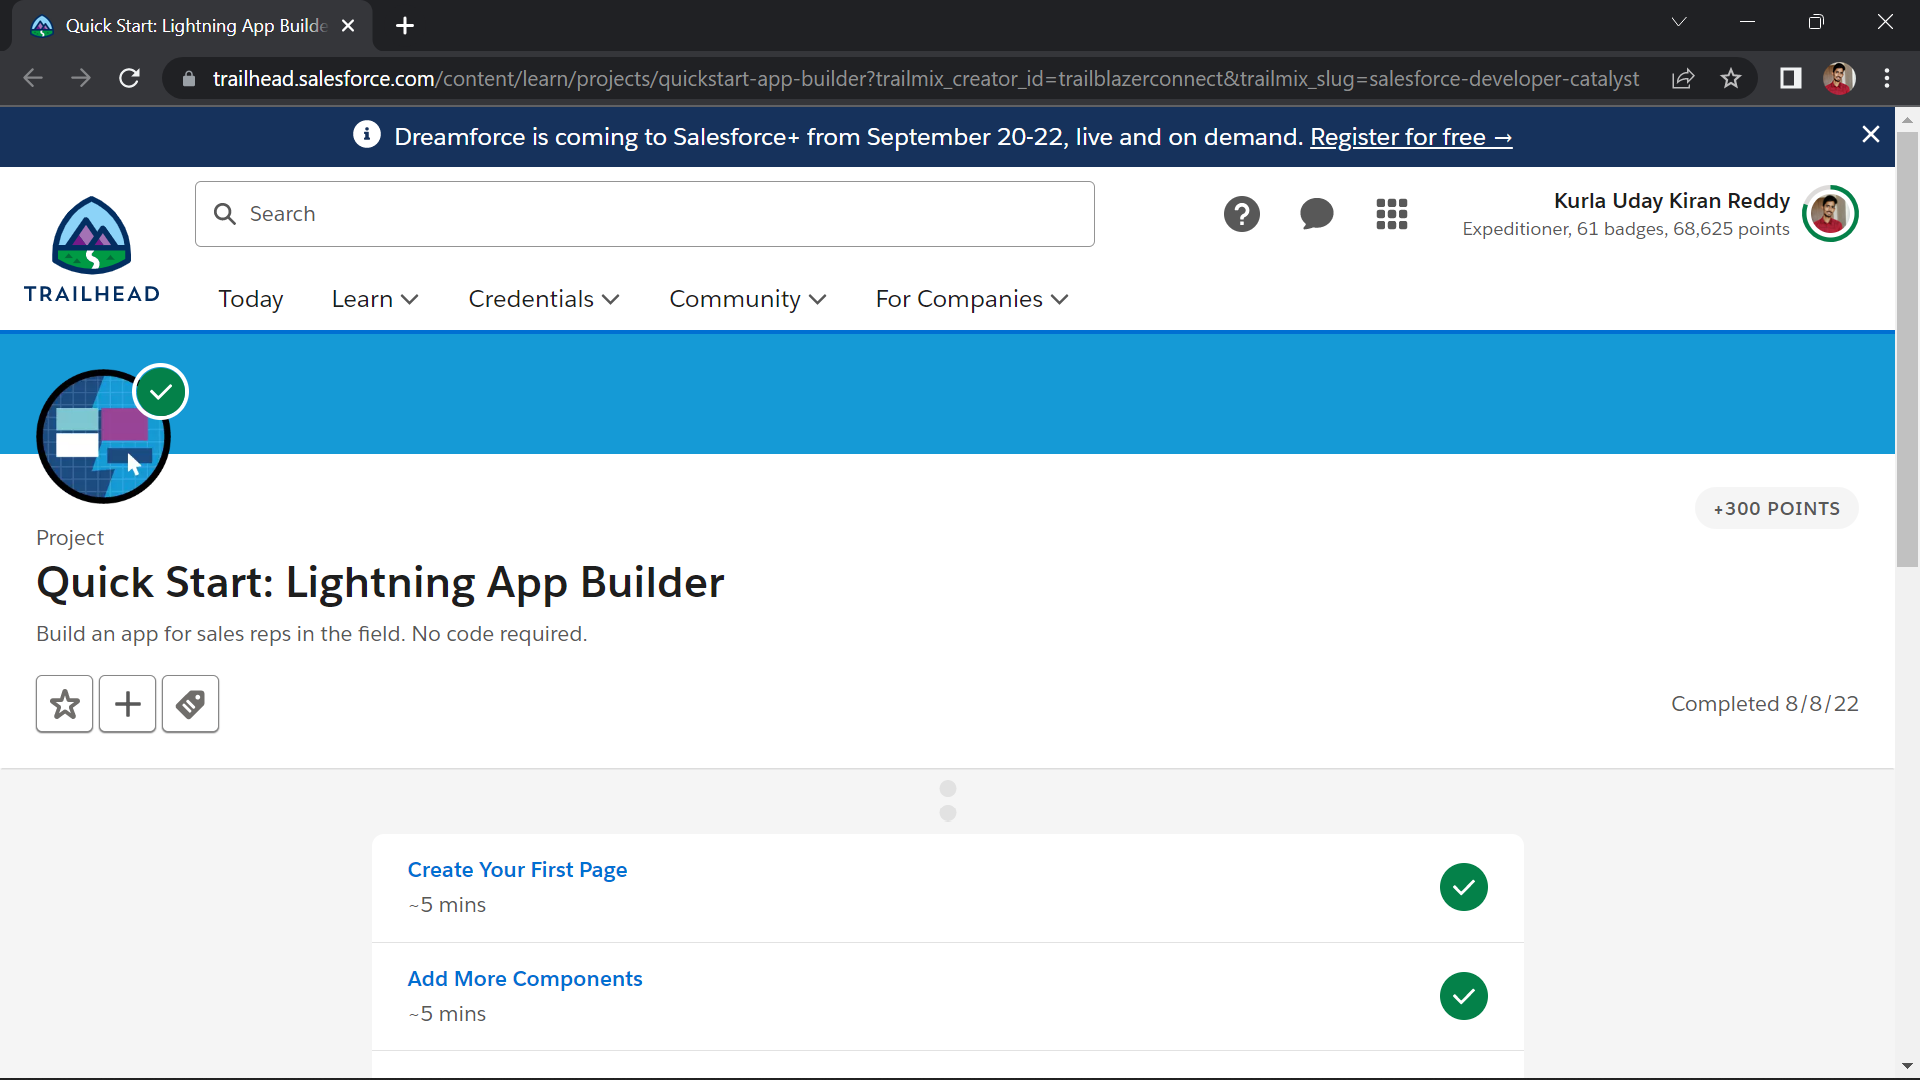 Quick Start: Lightning App Builde
trailhead.salesforce.com/content/learn/projects/quickstart-app-builder?trailmix_creator_id=trailblazerconnect&trailmix_slug=salesforce-developer-catalyst
Dreamforce is coming to Salesforce+ from September 20-22, live and on demand. Register for free →
Search
Kurla Uday Kiran Reddy
Expeditioner, 61 badges, 68,625 points
TRAILHEAD
Today Learn Credentials Community For Companies
+300 POINTS
Project
Quick Start: Lightning App Builder
Build an app for sales reps in the field. No code required.
Completed 8/8/22
Create Your First Page
~5 mins
Add More Components
~5 mins